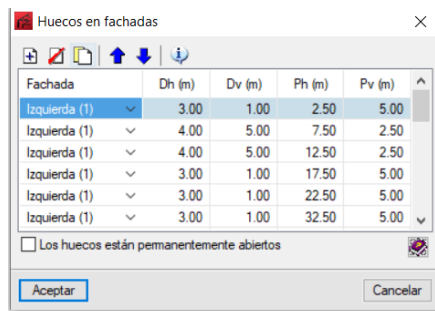 Huecos en fachadas
Fachada Dh (m) Dv (m) Ph (m) Pv (m)
Izquierda (1) 3.00 1.00 2.50 5.00
Izquierda (1) 4.00 5.00 7.50 2.50
Izquierda (1) 4.00 5.00 12.50 2.50
Izquierda (1) 3.00 1.00 17.50 5.00
Izquierda (1) 3.00 1.00 22.50 5.00
Izquierda (1) 3.00 1.00 32.50 5.00
Los huecos están permanentemente abiertos
Aceptar Cancelar